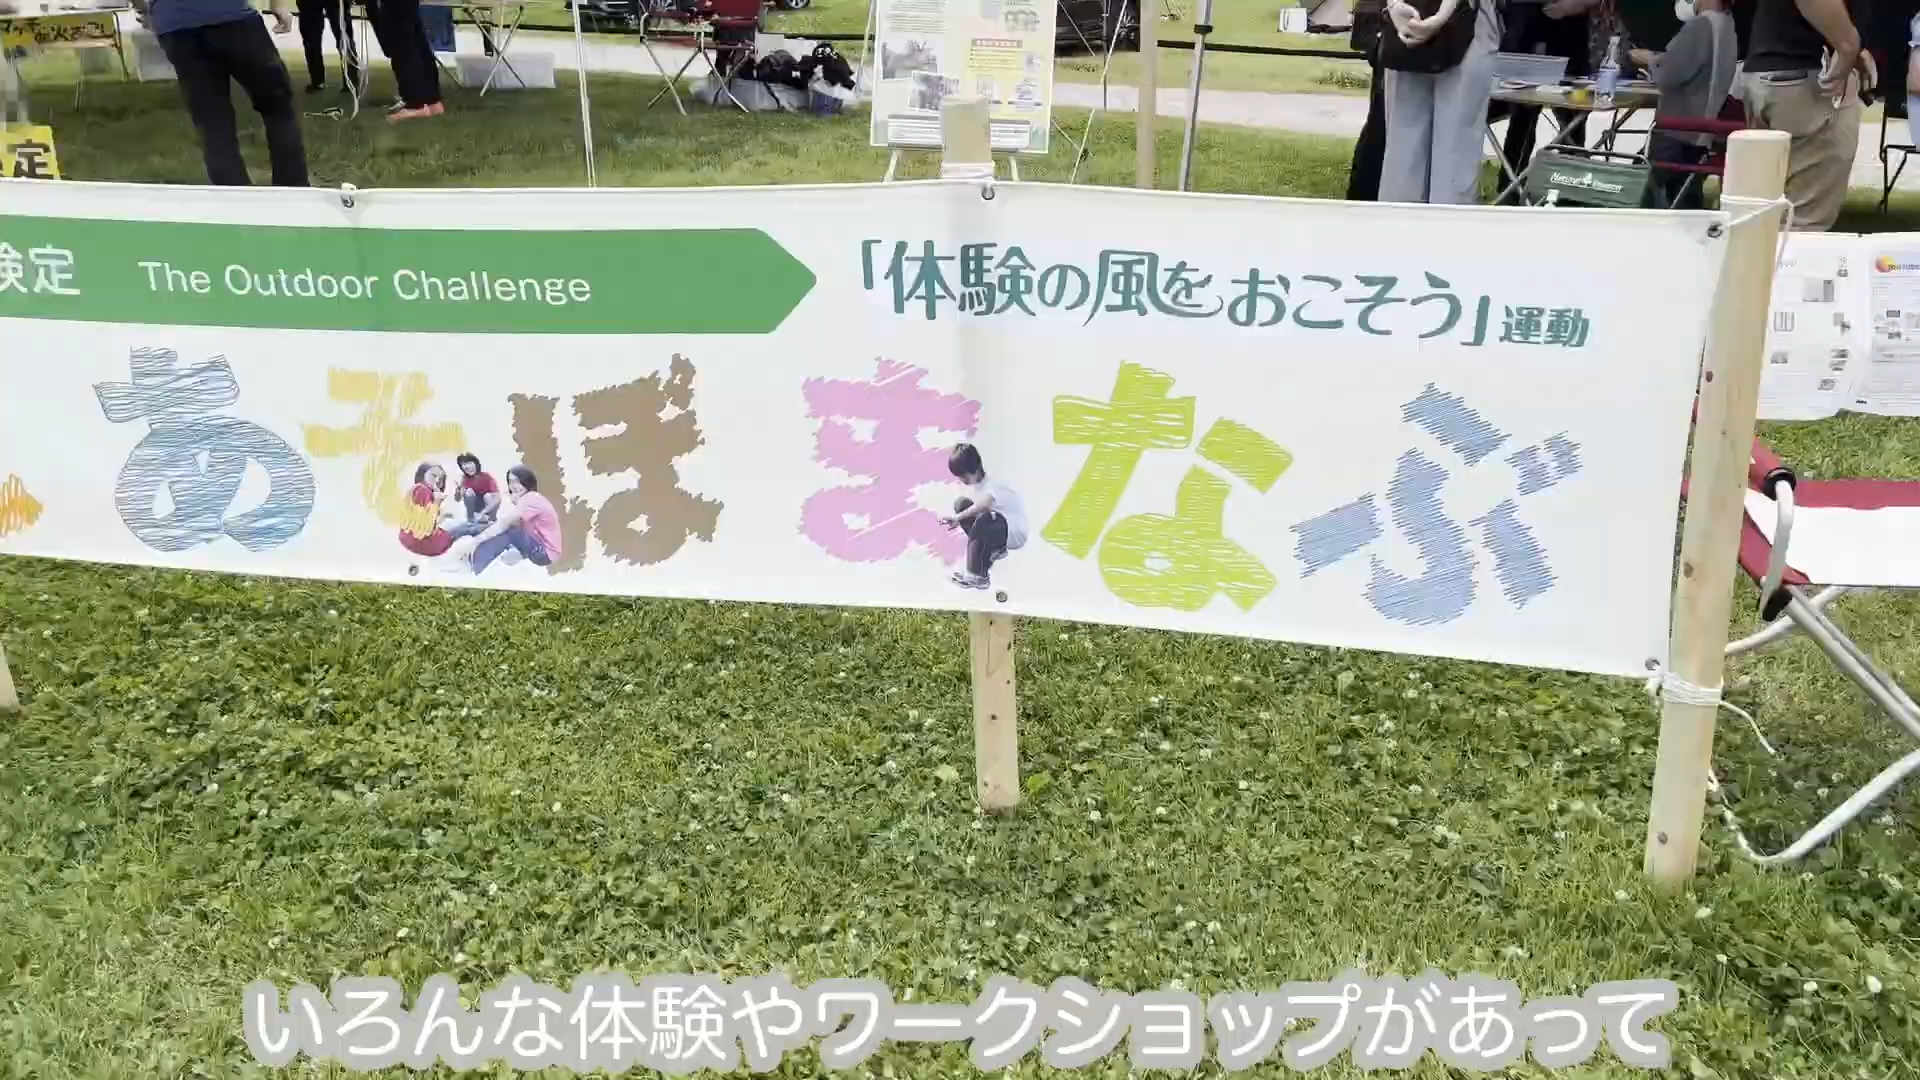 定
検定 The Outdoor Challenge
「体験の風をおこそう」運動
あそぼ まなぶ
いろんな体験やワークショップがあって